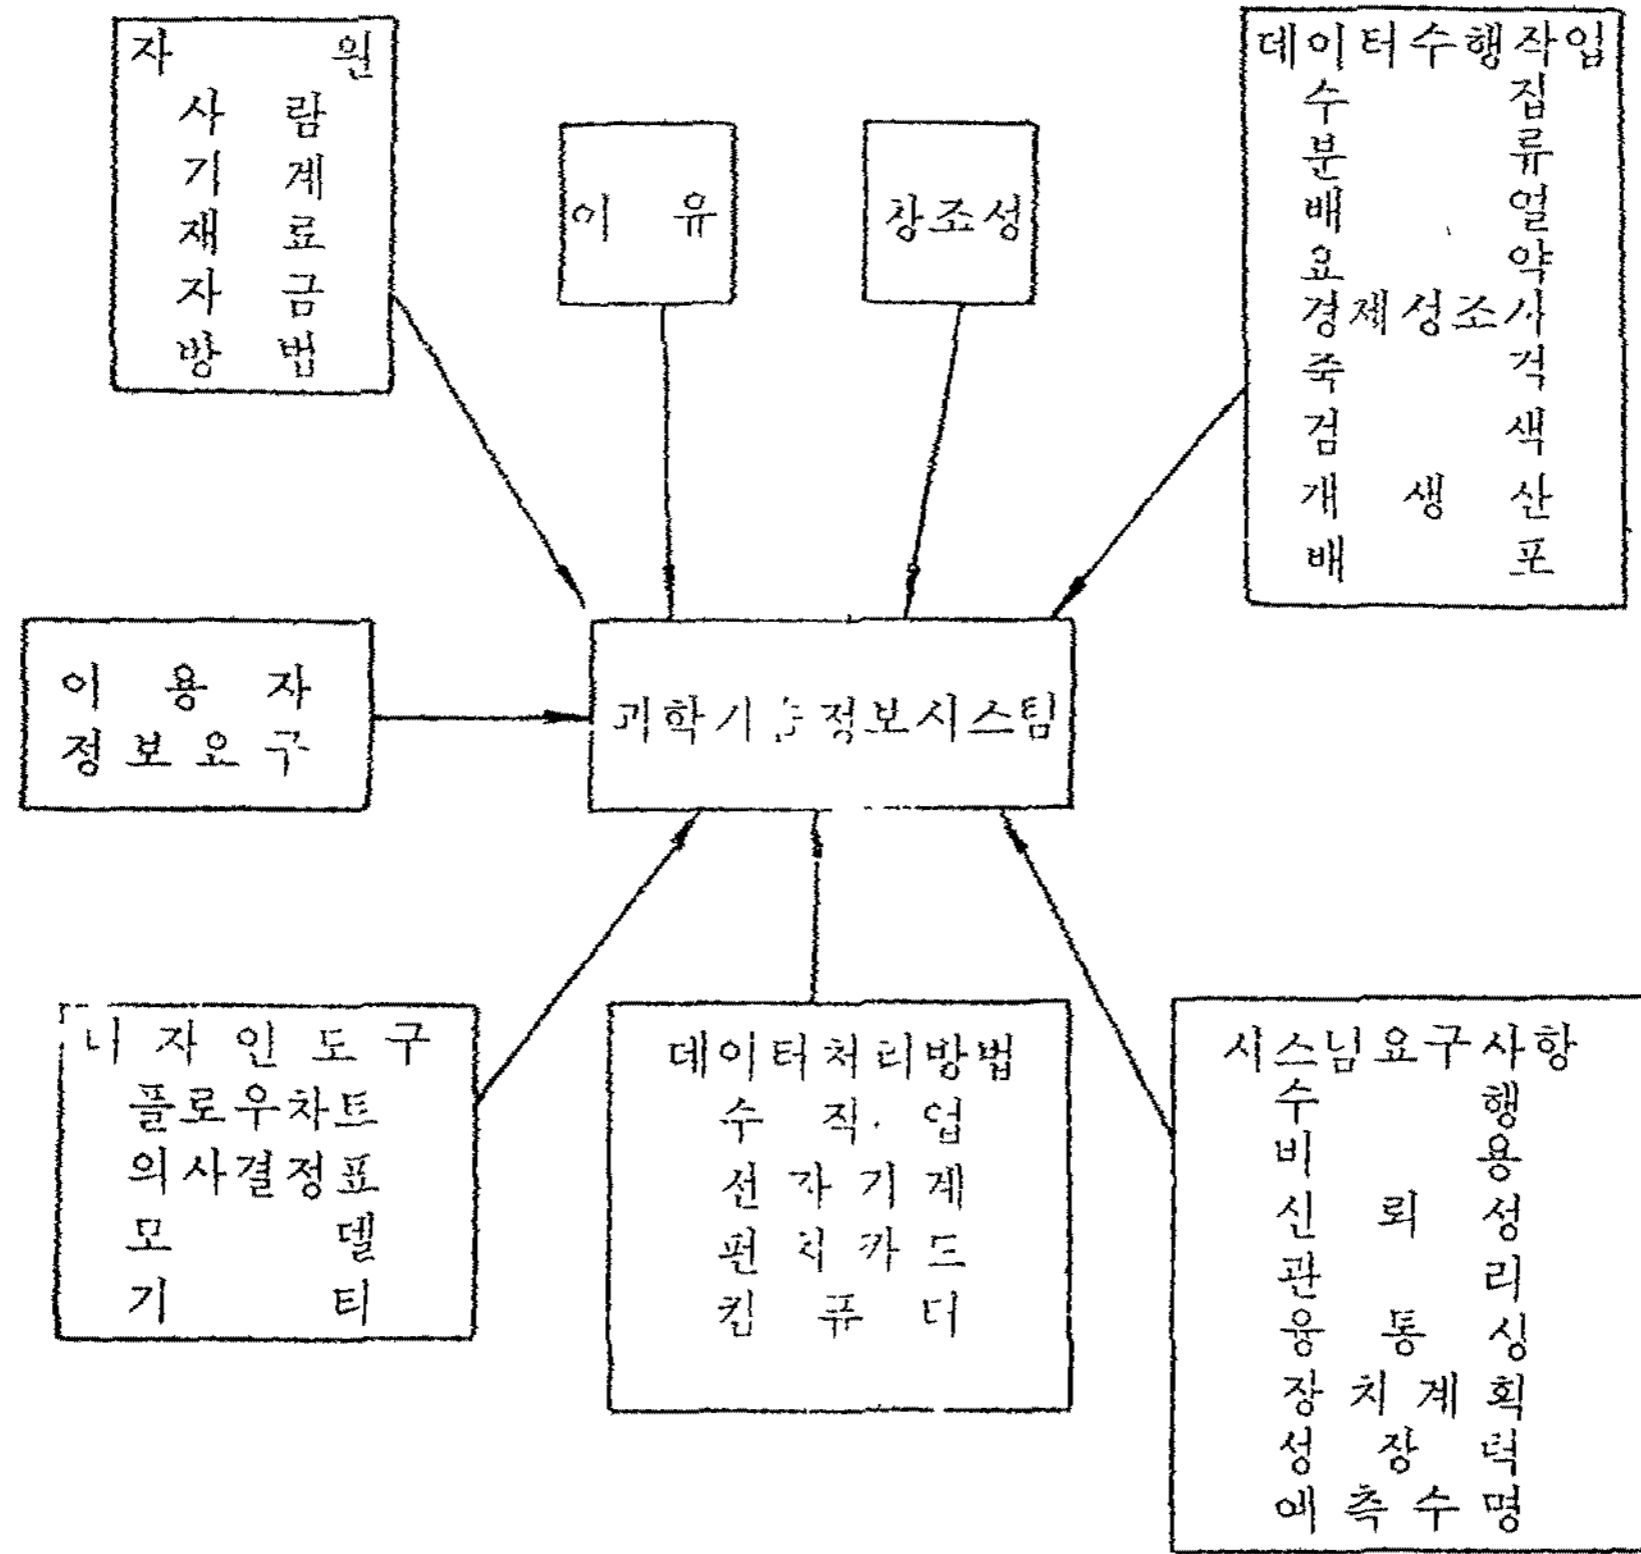 자 원
사 람
기 계
재 료
자 금
방 법
이 유
창조성
데이터수행작업
수 집
분 류
배 열
요 약
경제성조사
축 적
검 색
재 생 산
배 포
이 용 자
정보요구
과학기술정보시스템
디자인도구
플로우차트
의사결정표
모 델
기 타
데이터처리방법
수 작 업
전자기계
펀치카드
컴 퓨 터
시스템요구사항
수 행
비 용
신 뢰 성
관 리
융 통 성
장치계획
성 장 력
예측수명